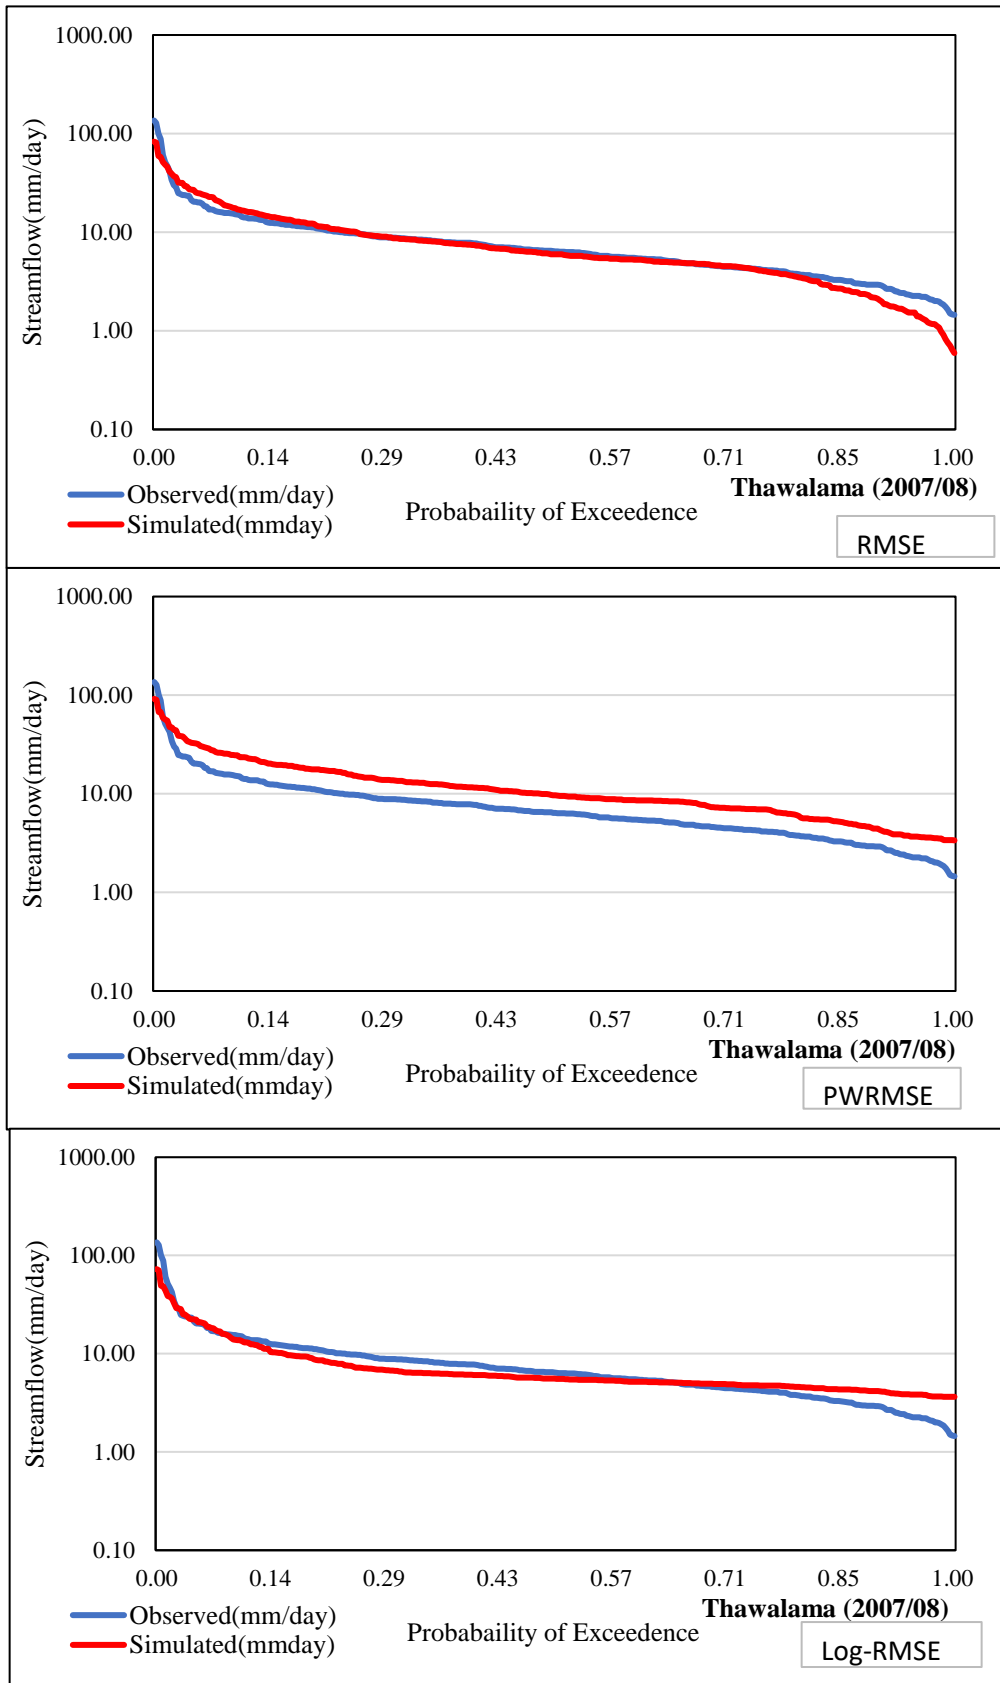 1000.00
100.00
10.00
1.00
0.10
Streamflow(mm/day)
0.00 0.14 0.29 0.43 0.57 0.71 0.85 1.00
Thawalama (2007/08)
Observed(mm/day)
Simulated(mmday)
Probabaility of Exceedence
RMSE
1000.00
100.00
10.00
1.00
0.10
Streamflow(mm/day)
0.00 0.14 0.29 0.43 0.57 0.71 0.85 1.00
Thawalama (2007/08)
Observed(mm/day)
Simulated(mmday)
Probabaility of Exceedence
PWRMSE
1000.00
100.00
10.00
1.00
0.10
Streamflow(mm/day)
0.00 0.14 0.29 0.43 0.57 0.71 0.85 1.00
Thawalama (2007/08)
Observed(mm/day)
Simulated(mmday)
Probabaility of Exceedence
Log-RMSE